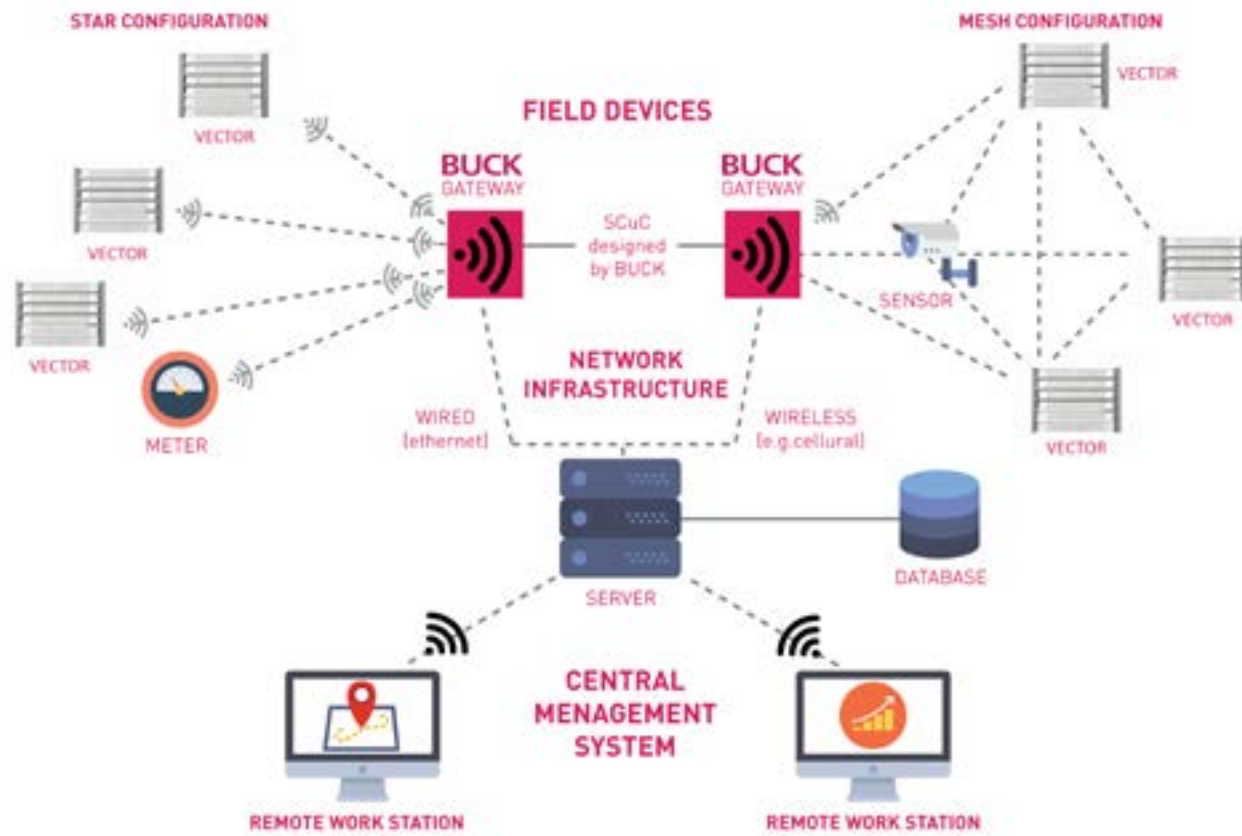 STAR CONFIGURATION
MESH CONFIGURATION
VECTOR
VECTOR
FIELD DEVICES
BUCK
GATEWAY
BUCK
GATEWAY
VECTOR
SCuC
designed
by BUCK
SENSOR
VECTOR
VECTOR
METER
NETWORK
INFRASTRUCTURE
WIRED
(ethernet)
WIRELESS
(e.g.cellural)
VECTOR
SERVER
DATABASE
CENTRAL
MENAGEMENT
SYSTEM
REMOTE WORK STATION
REMOTE WORK STATION